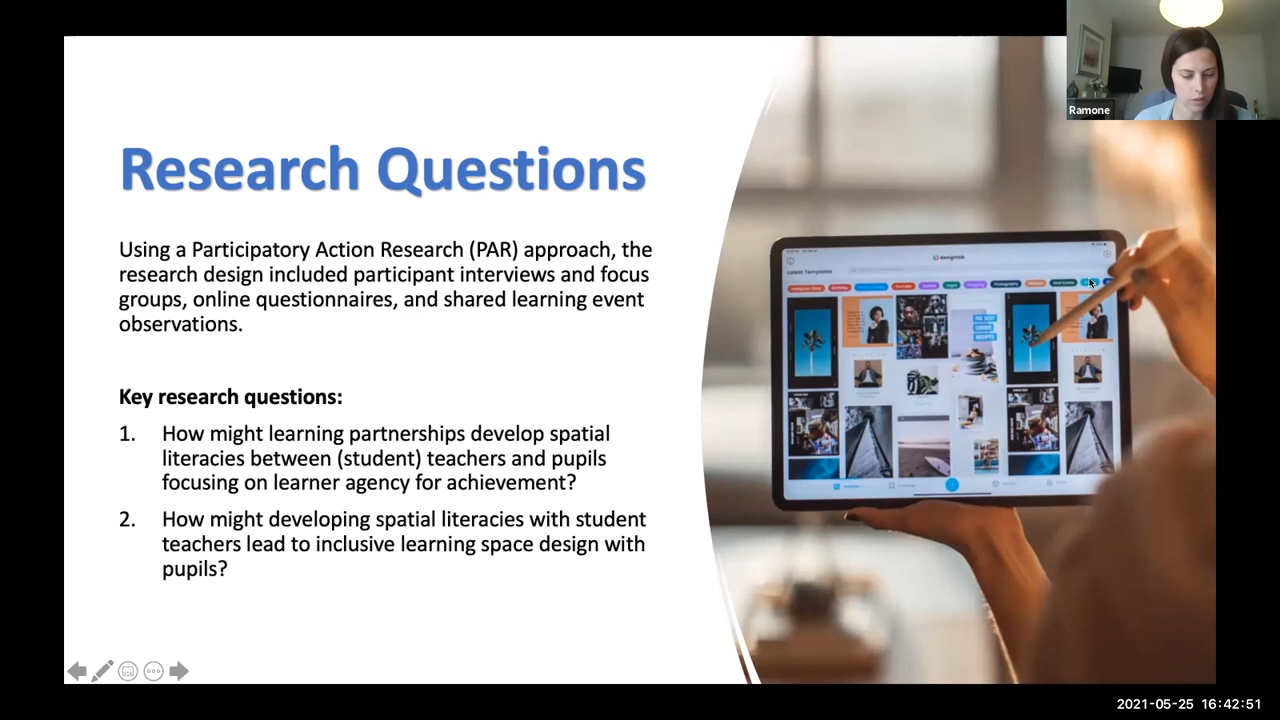 Ramone
Research Questions
Using a Participatory Action Research (PAR) approach, the
research design included participant interviews and focus
groups, online questionnaires, and shared learning event
observations.
Key research questions:
1. How might learning partnerships develop spatial
literacies between (student) teachers and pupils
focusing on learner agency for achievement?
2. How might developing spatial literacies with student
teachers lead to inclusive learning space design with
pupils?
Latest Templates
2021-05-25 16:42:51